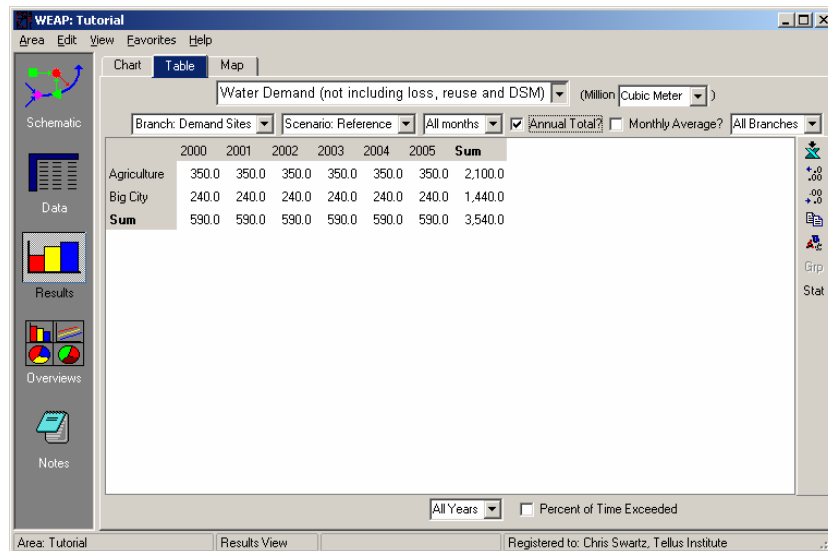 WEAP: Tutorial
Area Edit View Favorites Help
Chart Table Map
Water Demand (not including loss, reuse and DSM) (Million Cubic Meter )
Branch: Demand Sites Scenario: Reference All months Annual Total? Monthly Average? All Branches
2000 2001 2002 2003 2004 2005 Sum
Agriculture 350.0 350.0 350.0 350.0 350.0 350.0 2,100.0
Big City 240.0 240.0 240.0 240.0 240.0 240.0 1,440.0
Sum 590.0 590.0 590.0 590.0 590.0 590.0 3,540.0
Schematic
Data
Results
Overviews
Notes
.0
.00
.00
.0
Grp
Stat
All Years Percent of Time Exceeded
Area: Tutorial Results View Registered to: Chris Swartz, Tellus Institute